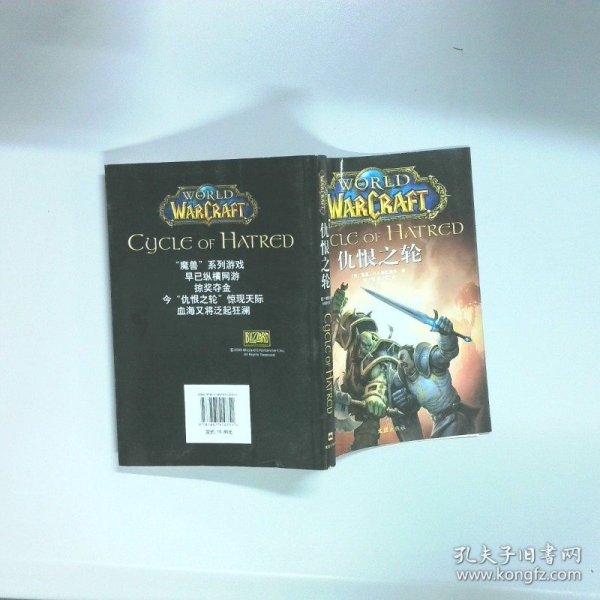 WORLD
WARCRAFT
CYCLE OF HATRED
“魔兽”系列游戏
早已纵横网游
掠奖夺金
今“仇恨之轮”惊现天际
血海又将泛起狂澜
BLIZZARD
仇恨之轮
CYCLE OF HATRED
WORLD
WARCRAFT
CLE OF HATRED
仇恨之轮
孔夫子旧书网
www.kongfz.com